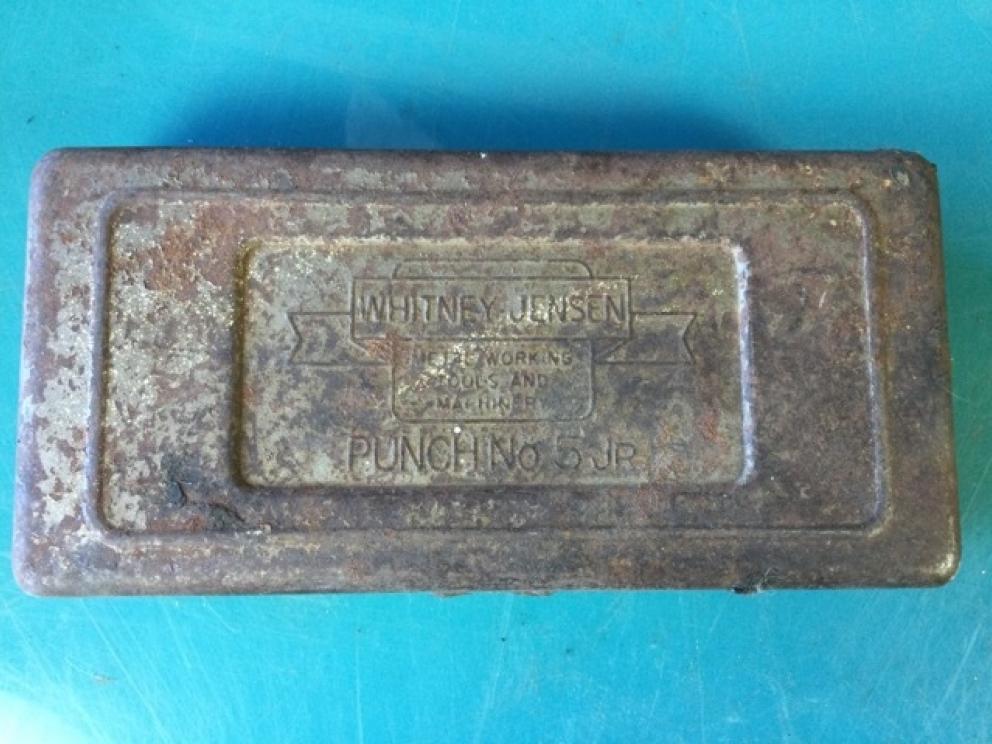 WHITNEY-JENSEN
METAL WORKING
TOOLS AND
MACHINERY
PUNCH No 5 JR